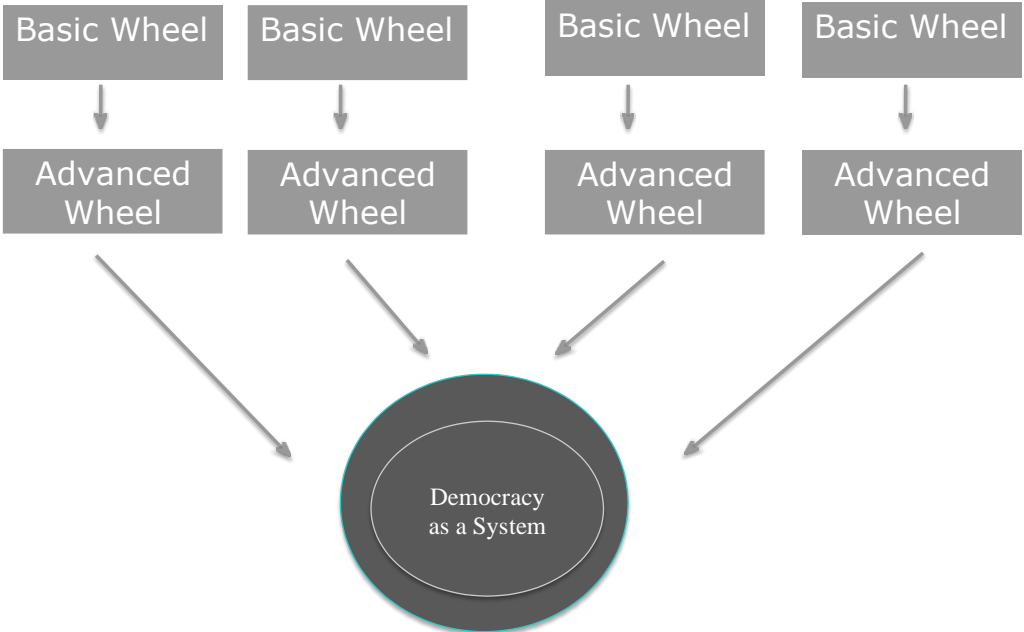 Basic Wheel
Basic Wheel
Basic Wheel
Basic Wheel
Advanced
Wheel
Advanced
Wheel
Advanced
Wheel
Advanced
Wheel
Democracy
as a System